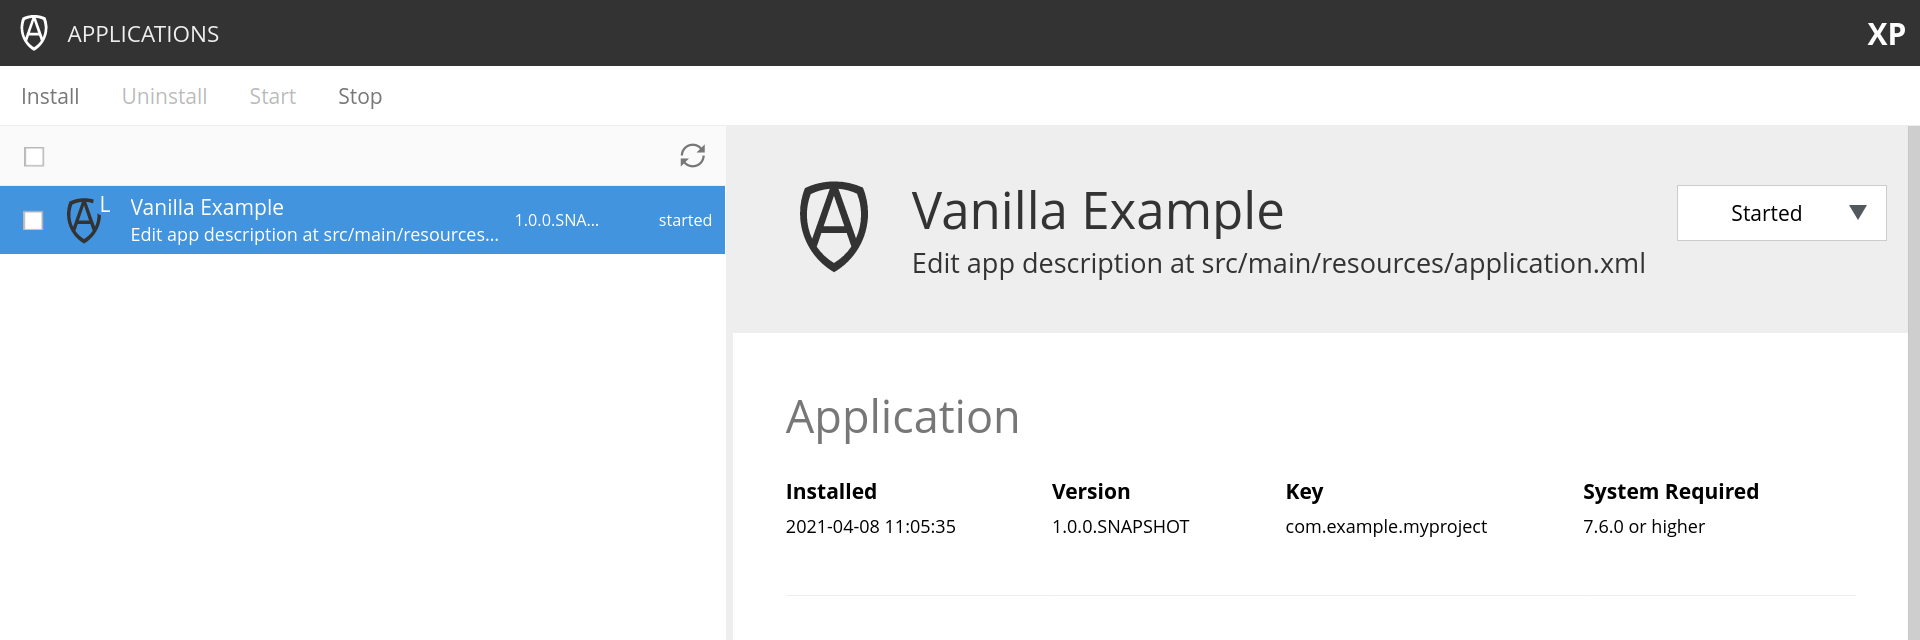 APPLICATIONS
XP
Install Uninstall Start Stop
L
Vanilla Example
Edit app description at src/main/resources...
1.0.0.SNA...
started
Vanilla Example
Edit app description at src/main/resources/application.xml
Started
Application
Installed Version Key System Required
2021-04-08 11:05:35 1.0.0.SNAPSHOT com.example.myproject 7.6.0 or higher